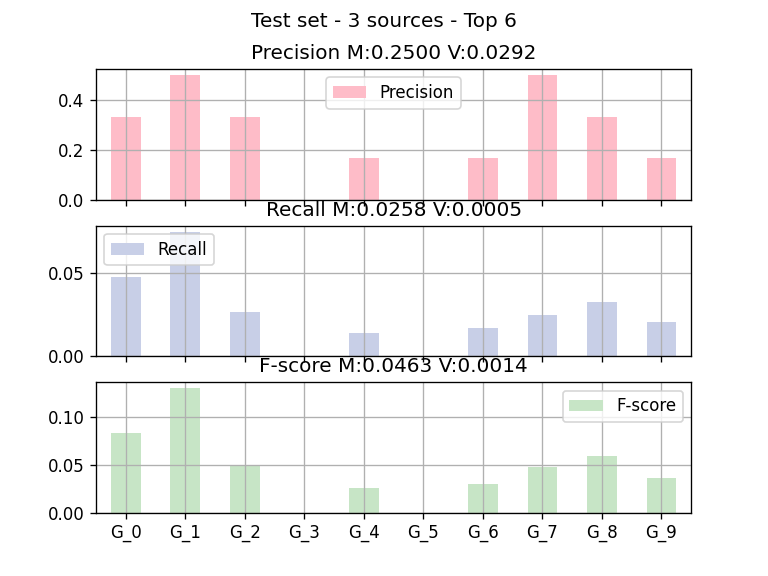 Test set - 3 sources - Top 6
Precision M:0.2500 V:0.0292
0.4
0.2
0.0
Precision
Recall M:0.0258 V:0.0005
0.05
0.00
Recall
F-score M:0.0463 V:0.0014
0.10
0.05
0.00
F-score
G_0 G_1 G_2 G_3 G_4 G_5 G_6 G_7 G_8 G_9